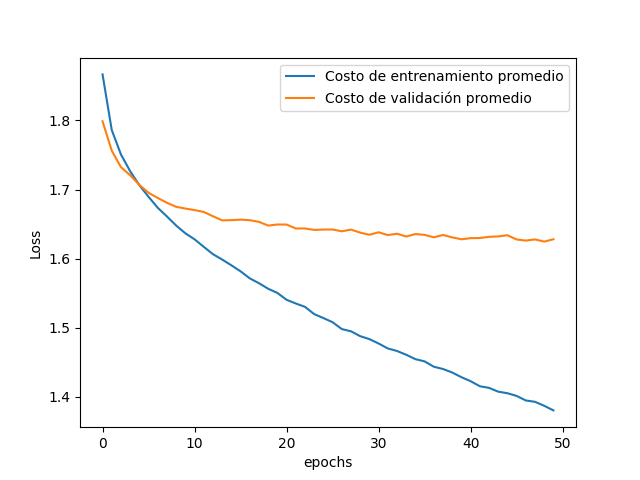 Costo de entrenamiento promedio
Costo de validación promedio
1.8
1.7
1.6
1.5
1.4
Loss
0 10 20 30 40 50
epochs